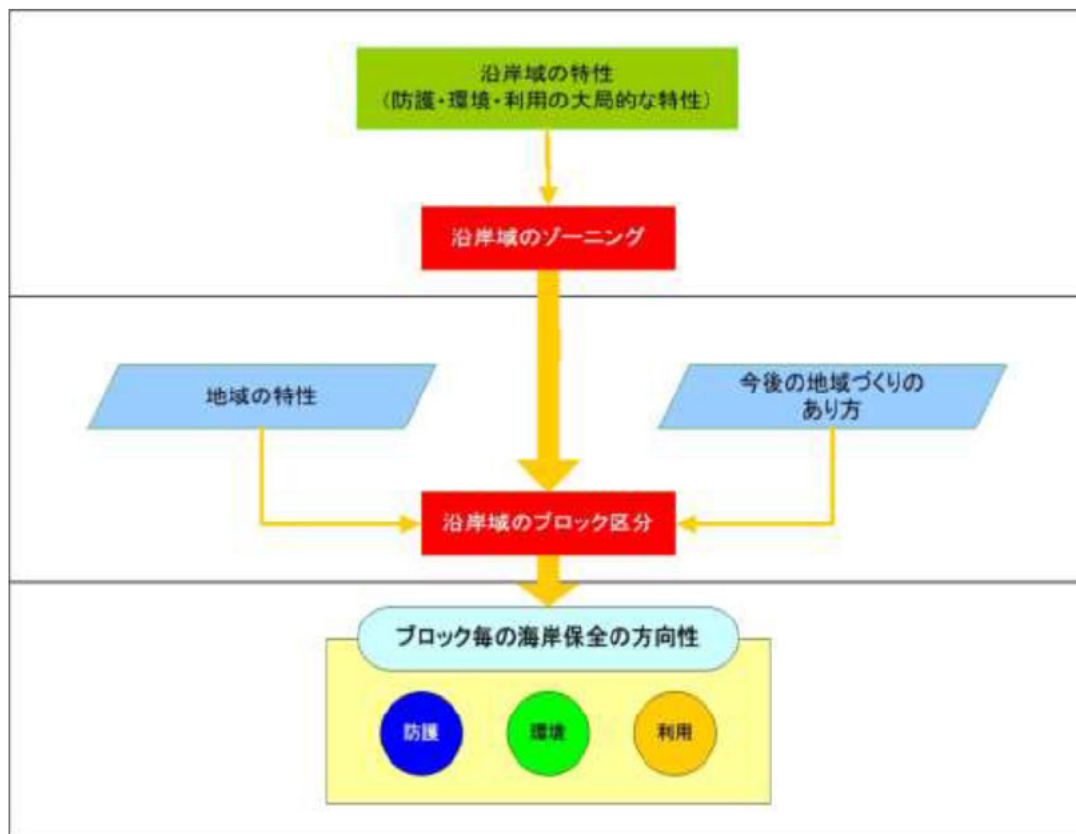 沿岸域の特性
(防護・環境・利用の大局的な特性)
沿岸域のゾーニング
地域の特性
今後の地域づくりの
あり方
沿岸域のブロック区分
ブロック毎の海岸保全の方向性
防護
環境
利用